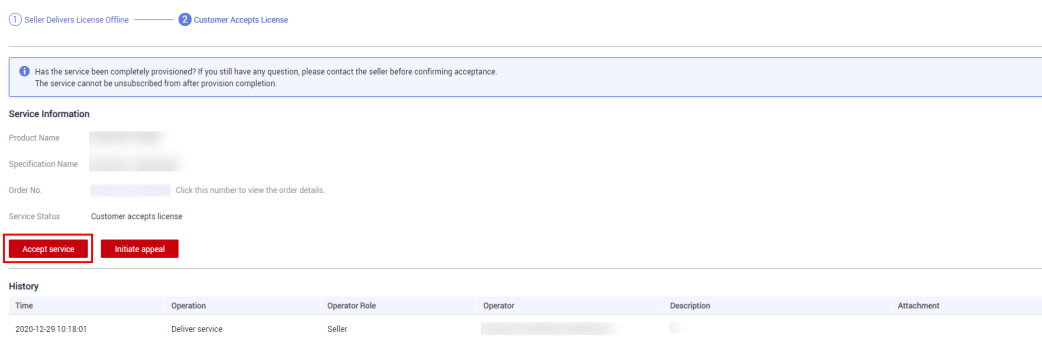 1 Seller Delivers License Offline 2 Customer Accepts License
Has the service been completely provisioned? If you still have any question, please contact the seller before confirming acceptance.
The service cannot be unsubscribed from after provision completion.
Service Information
Product Name
Specification Name
Order No. Click this number to view the order details.
Service Status Customer accepts license
Accept service Initiate appeal
History
Time Operation Operator Role Operator Description Attachment
2020-12-29 10:18:01 Deliver service Seller